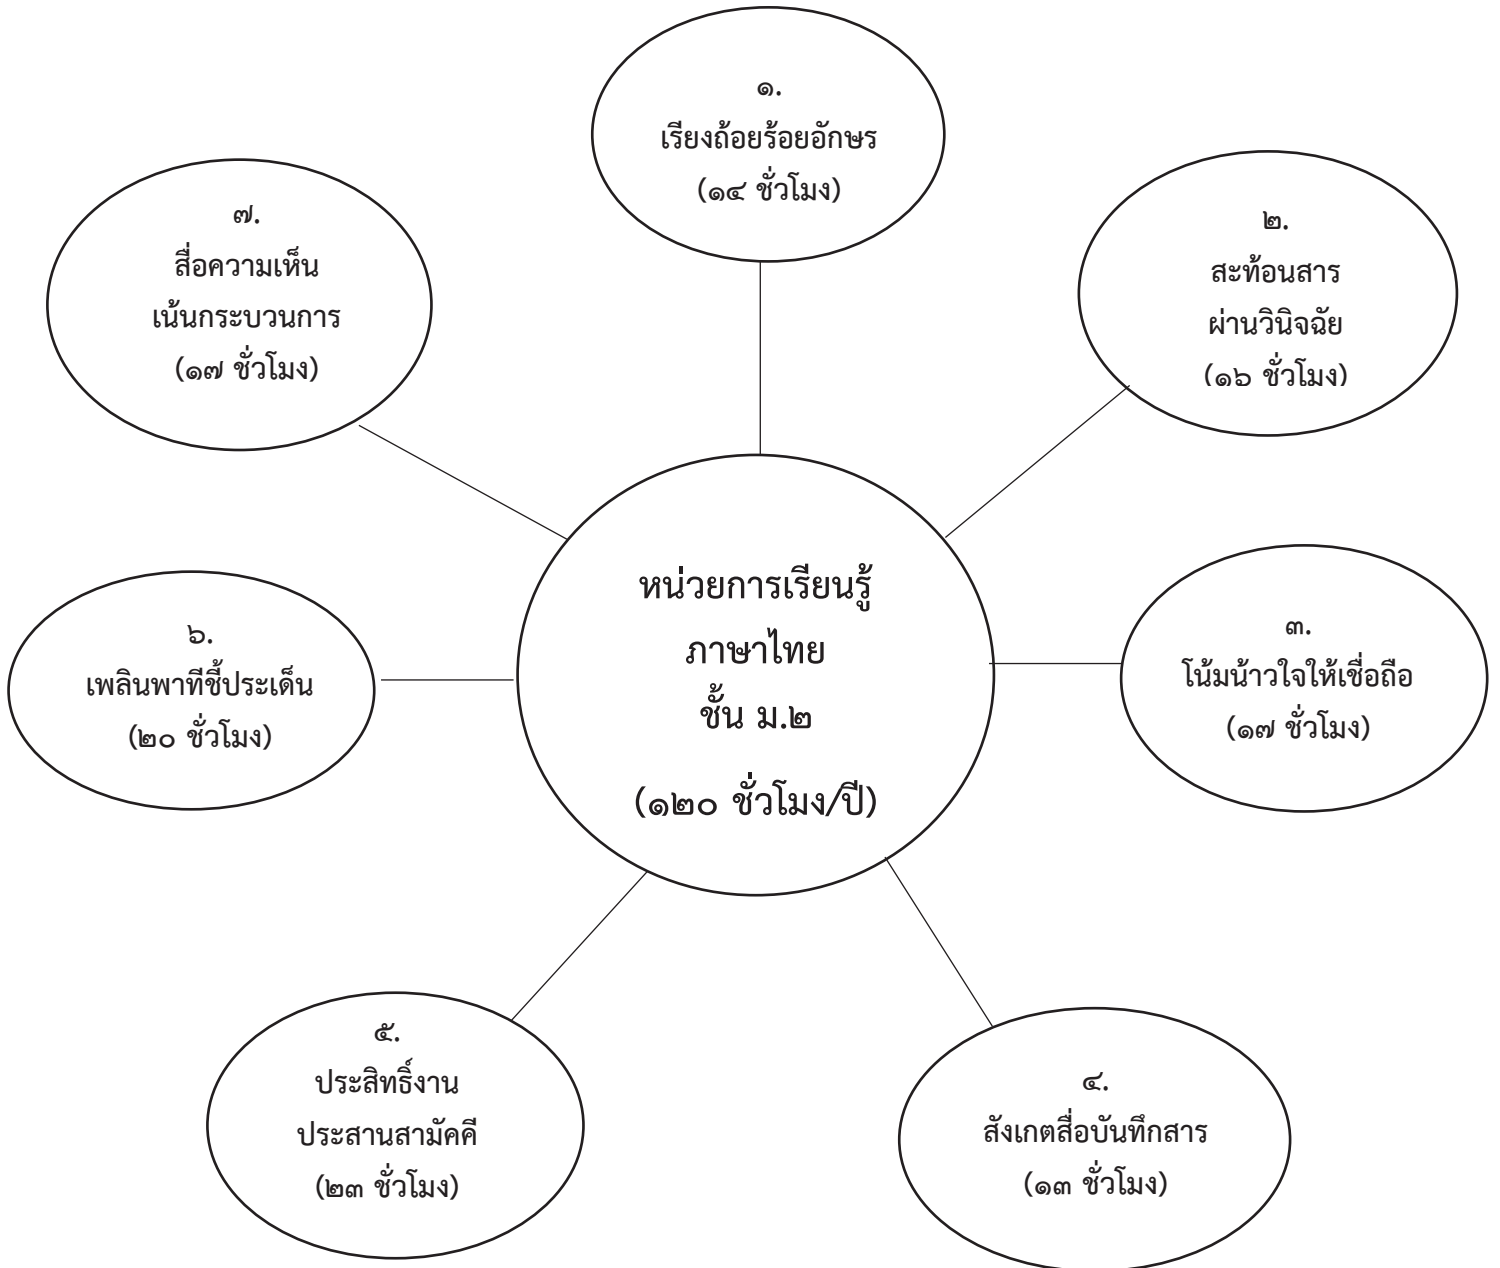 ๑.
เรียงถ้อยร้อยอักษร
(๑๔ ชั่วโมง)
๒.
สะท้อนสาร
ผ่านวินิจฉัย
(๑๖ ชั่วโมง)
๓.
โน้มน้าวใจให้เชื่อถือ
(๑๗ ชั่วโมง)
๔.
สังเกตสื่อบันทึกสาร
(๑๓ ชั่วโมง)
๕.
ประสิทธิ์งาน
ประสานสามัคคี
(๒๓ ชั่วโมง)
๖.
เพลินพาทีชี้ประเด็น
(๒๐ ชั่วโมง)
๗.
สื่อความเห็น
เน้นกระบวนการ
(๑๗ ชั่วโมง)
หน่วยการเรียนรู้
ภาษาไทย
ชั้น ม.๒
(๑๒๐ ชั่วโมง/ปี)